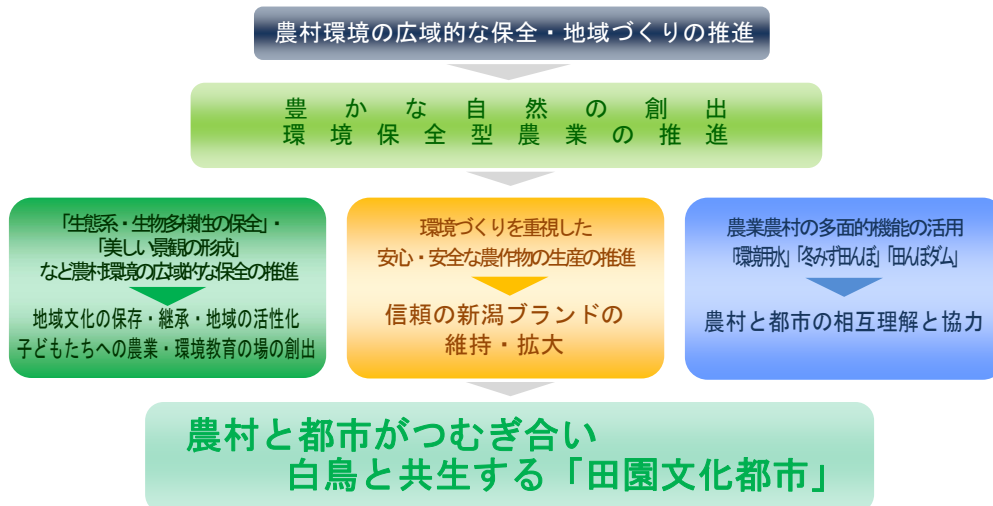 農村環境の広域的な保全・地域づくりの推進
豊かな自然の創出
環境保全型農業の推進
「生態系・生物多様性の保全」・
「美しい景観の形成」
など農村環境の広域的な保全の推進
地域文化の保存・継承・地域の活性化
子どもたちへの農業・環境教育の場の創出
環境づくりを重視した
安心・安全な農作物の生産の推進
信頼の新潟ブランドの
維持・拡大
農業農村の多面的機能の活用
「環境用水」「冬みず田んぼ」「田んぼダム」
農村と都市の相互理解と協力
農村と都市がつむぎ合い
白鳥と共生する「田園文化都市」